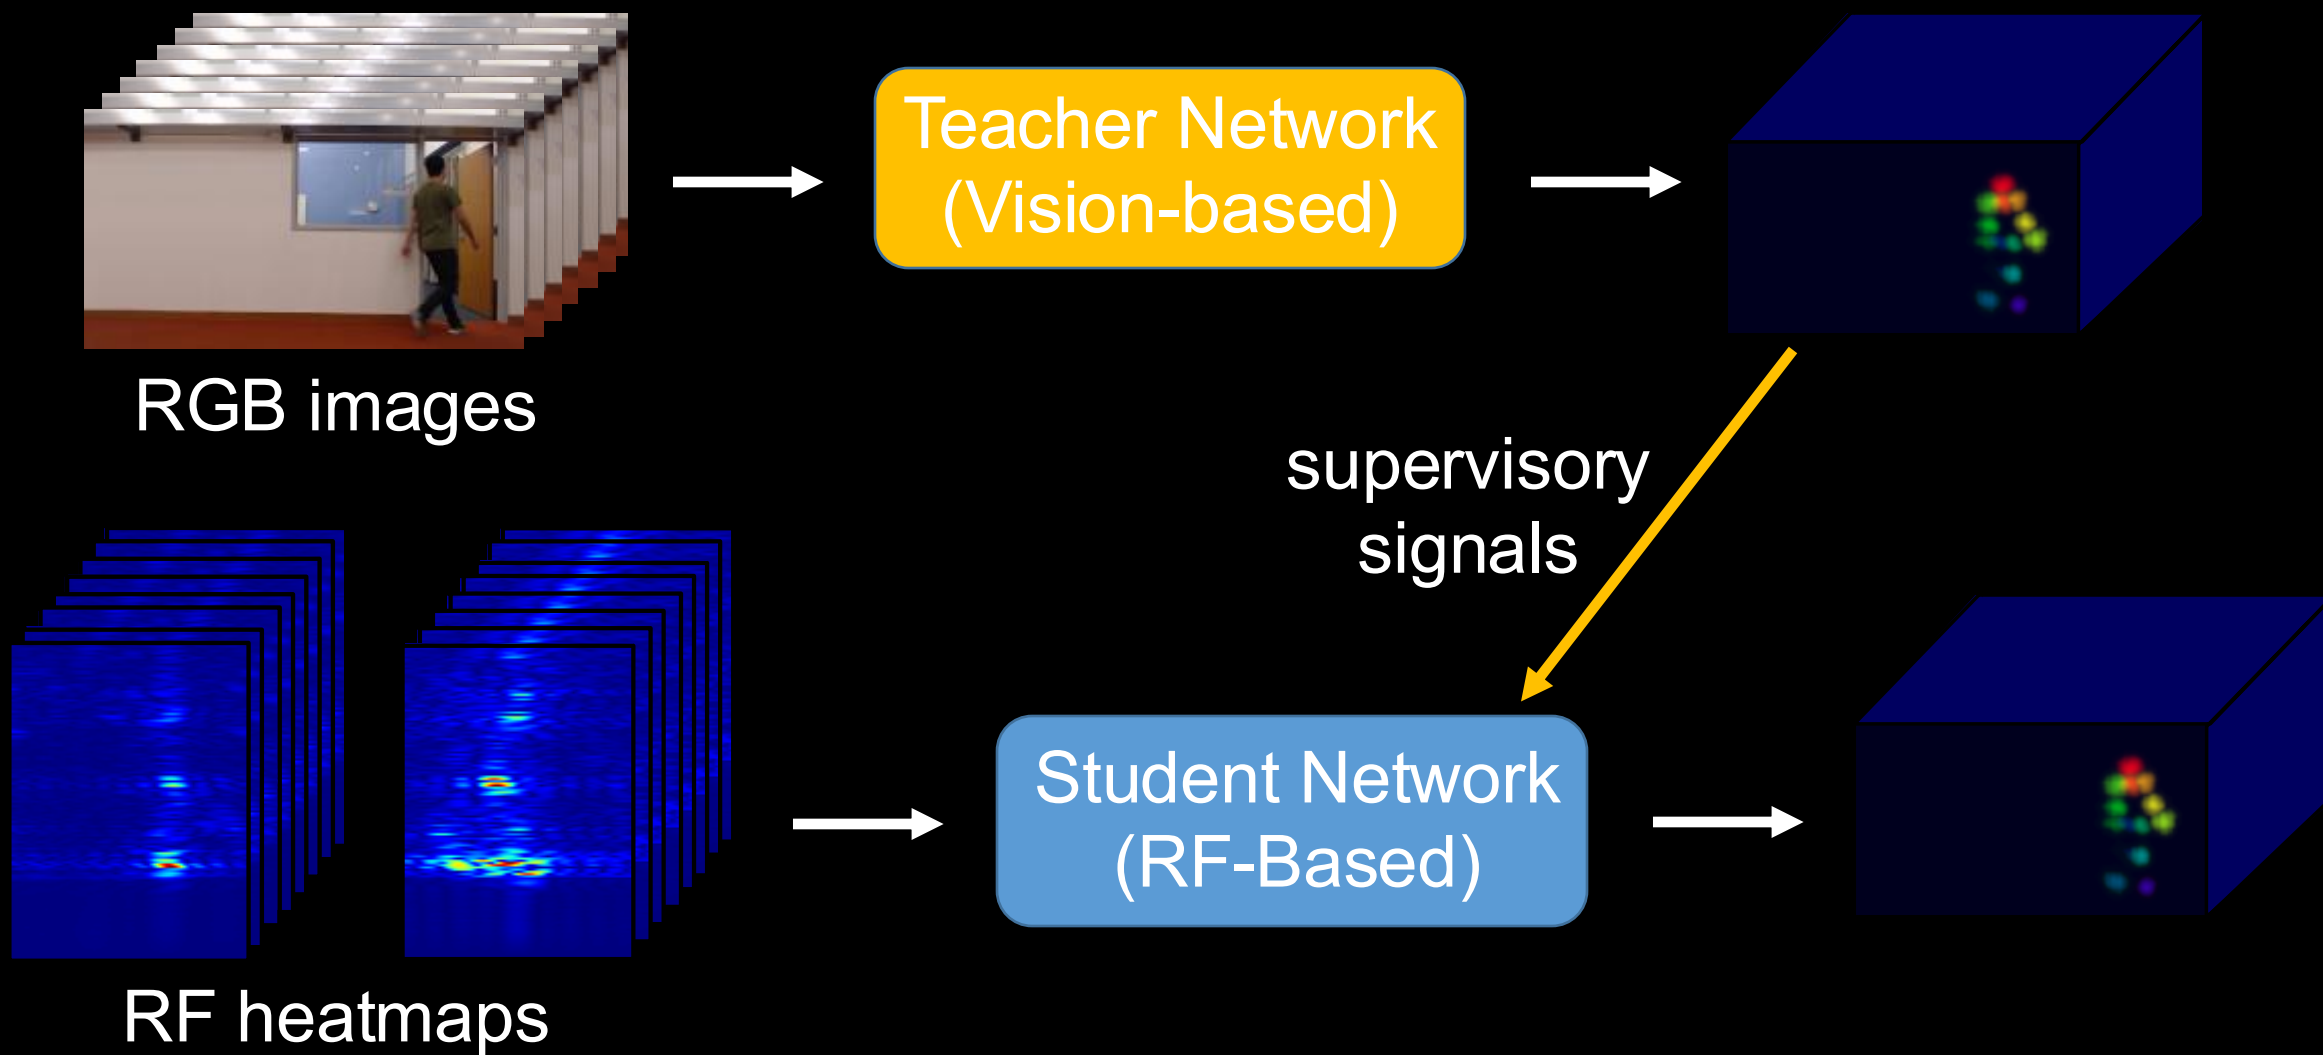 Teacher Network
(Vision-based)
RGB images
supervisory
signals
Student Network
(RF-Based)
RF heatmaps